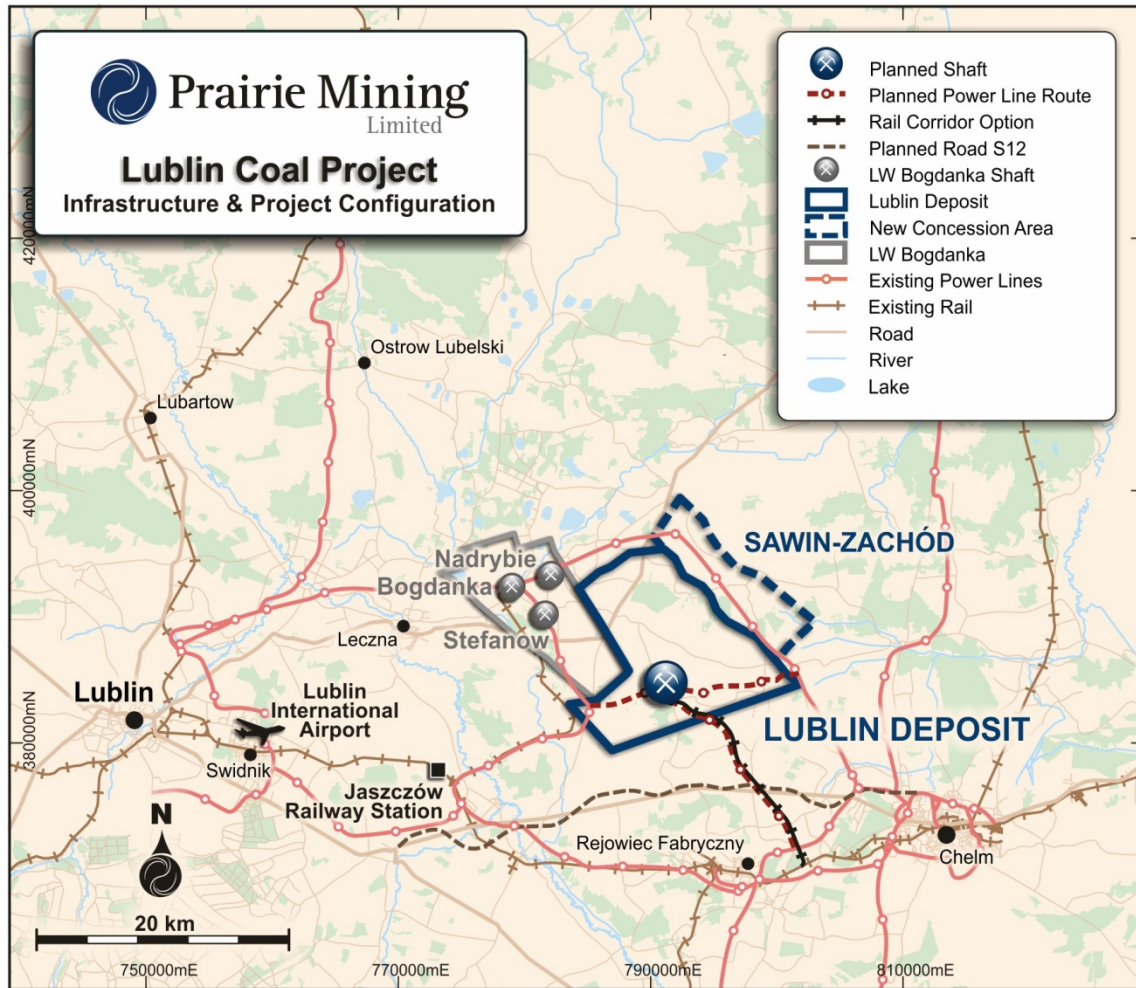 Prairie Mining
Limited
Lublin Coal Project
Infrastructure & Project Configuration
Planned Shaft
Planned Power Line Route
Rail Corridor Option
Planned Road S12
LW Bogdanka Shaft
Lublin Deposit
New Concession Area
LW Bogdanka
Existing Power Lines
Existing Rail
Road
River
Lake
420000mN
Ostrow Lubelski
Lubartow
400000mN
SAWIN-ZACHÓD
Nadrybie
Bogdanka
Stefanow
Leczna
Lublin
Lublin
International
Airport
LUBLIN DEPOSIT
380000mN
Swidnik
Jaszczów
Railway Station
N
Rejowiec Fabryczny
Chelm
20 km
750000mE
770000mE
790000mE
810000mE